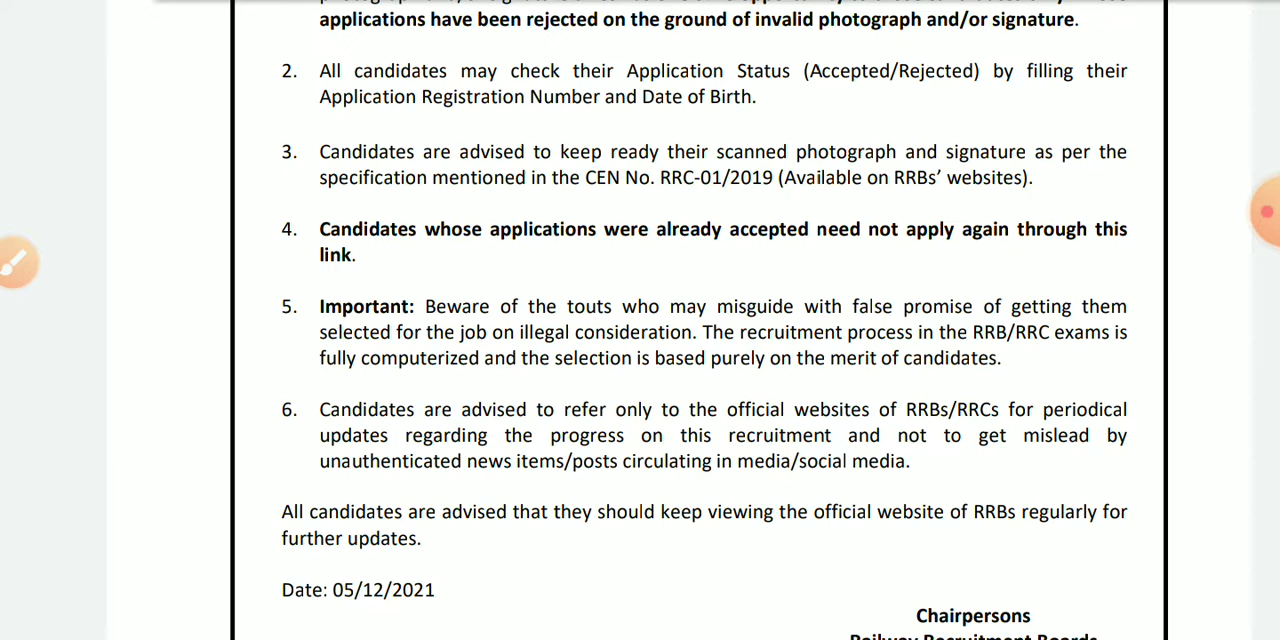 applications have been rejected on the ground of invalid photograph and/or signature.
2. All candidates may check their Application Status (Accepted/Rejected) by filling their
Application Registration Number and Date of Birth.
3. Candidates are advised to keep ready their scanned photograph and signature as per the
specification mentioned in the CEN No. RRC-01/2019 (Available on RRBs’ websites).
4. Candidates whose applications were already accepted need not apply again through this
link.
5. Important: Beware of the touts who may misguide with false promise of getting them
selected for the job on illegal consideration. The recruitment process in the RRB/RRC exams is
fully computerized and the selection is based purely on the merit of candidates.
6. Candidates are advised to refer only to the official websites of RRBs/RRCs for periodical
updates regarding the progress on this recruitment and not to get mislead by
unauthenticated news items/posts circulating in media/social media.
All candidates are advised that they should keep viewing the official website of RRBs regularly for
further updates.
Date: 05/12/2021
Chairpersons
Railway Recruitment Boards